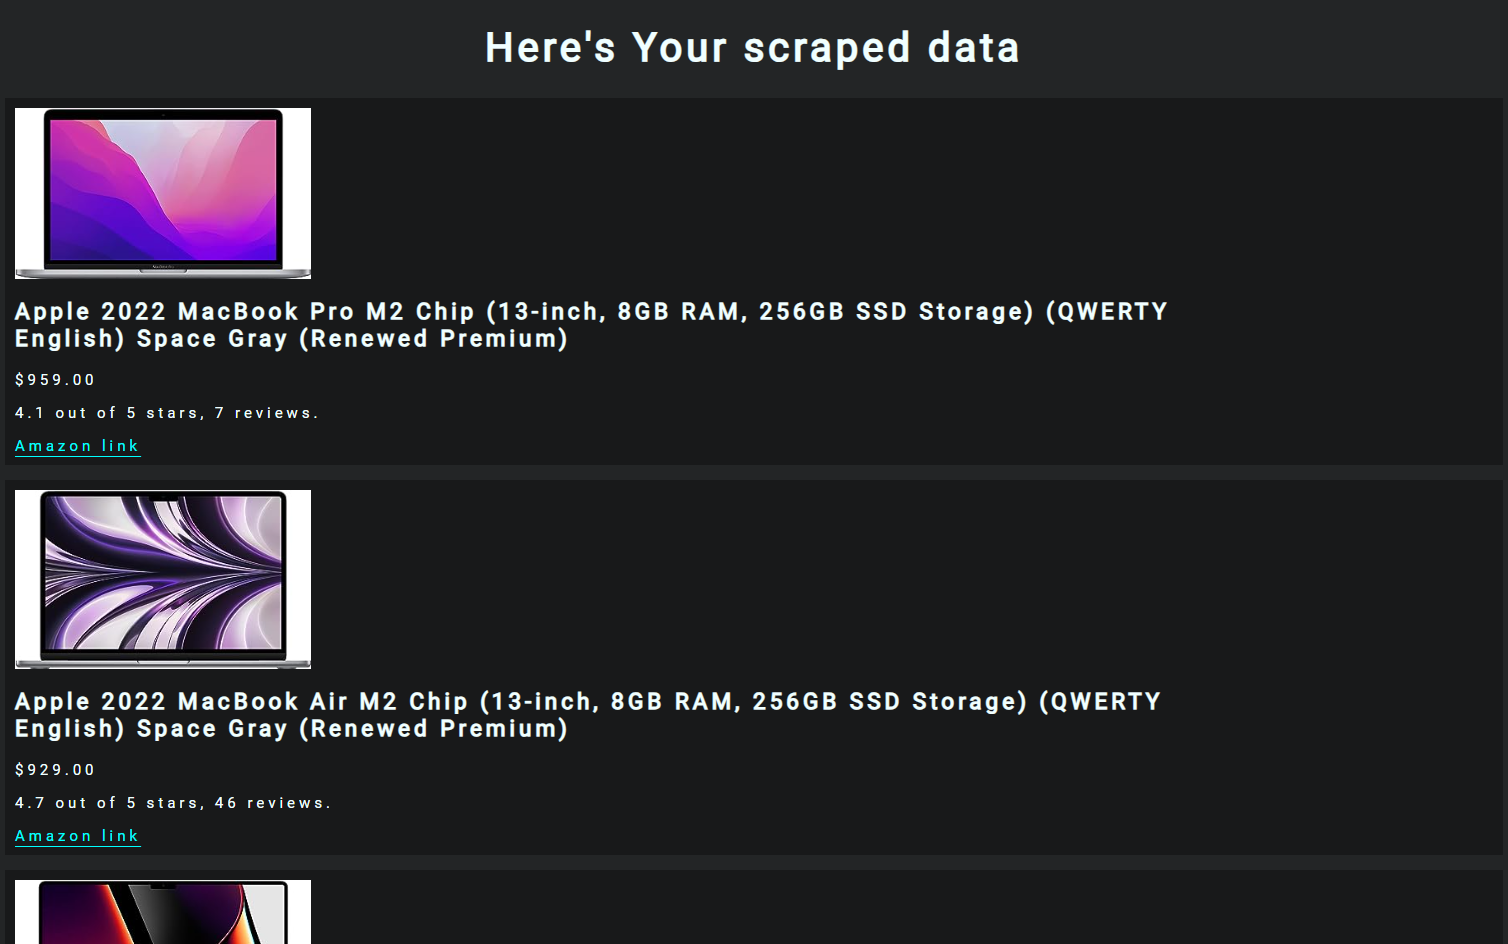 Here's Your scraped data
Apple 2022 MacBook Pro M2 Chip (13-inch, 8GB RAM, 256GB SSD Storage) (QWERTY
English) Space Gray (Renewed Premium)
$959.00
4.1 out of 5 stars, 7 reviews.
Amazon link
Apple 2022 MacBook Air M2 Chip (13-inch, 8GB RAM, 256GB SSD Storage) (QWERTY
English) Space Gray (Renewed Premium)
$929.00
4.7 out of 5 stars, 46 reviews.
Amazon link